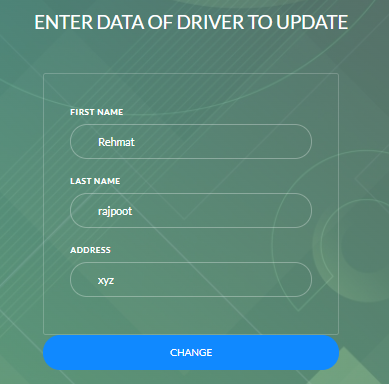 ENTER DATA OF DRIVER TO UPDATE
FIRST NAME
Rehmat
LAST NAME
rajpoot
ADDRESS
xyz
CHANGE